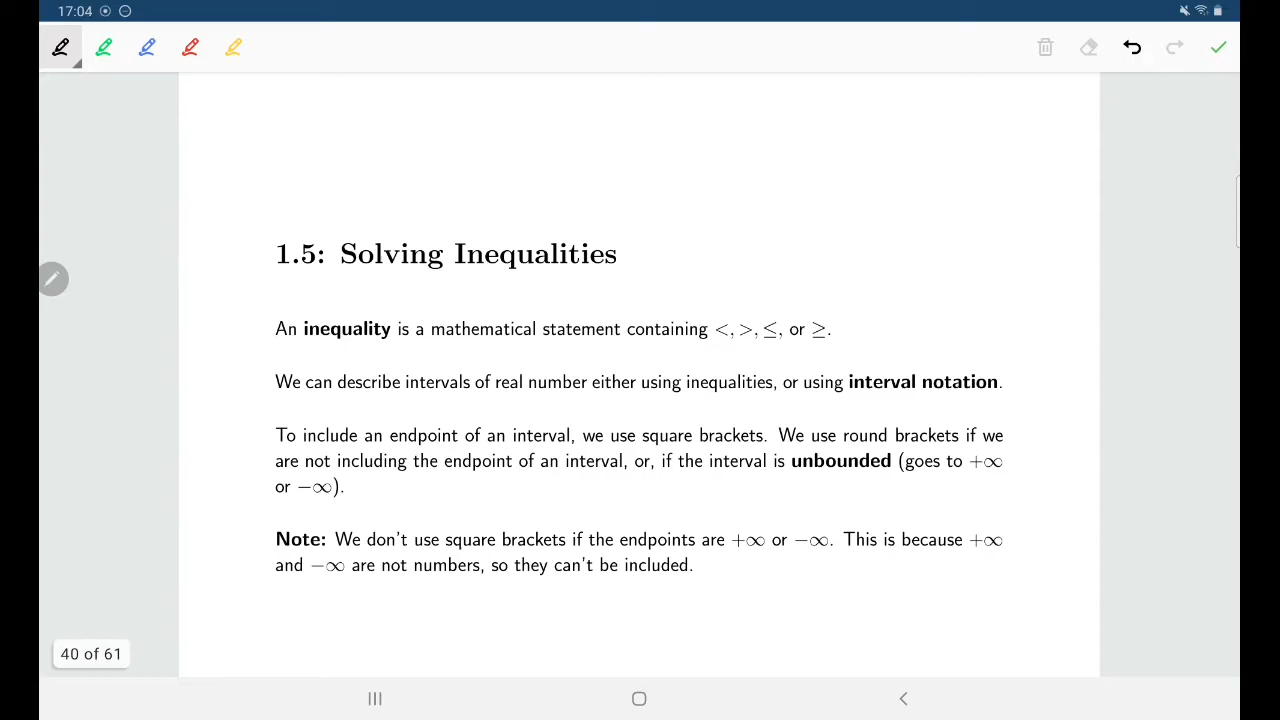 17:04
1.5: Solving Inequalities
An inequality is a mathematical statement containing <, >, ≤, or ≥.
We can describe intervals of real number either using inequalities, or using interval notation.
To include an endpoint of an interval, we use square brackets. We use round brackets if we
are not including the endpoint of an interval, or, if the interval is unbounded (goes to +∞
or −∞).
Note: We don't use square brackets if the endpoints are +∞ or −∞. This is because +∞
and −∞ are not numbers, so they can't be included.
40 of 61